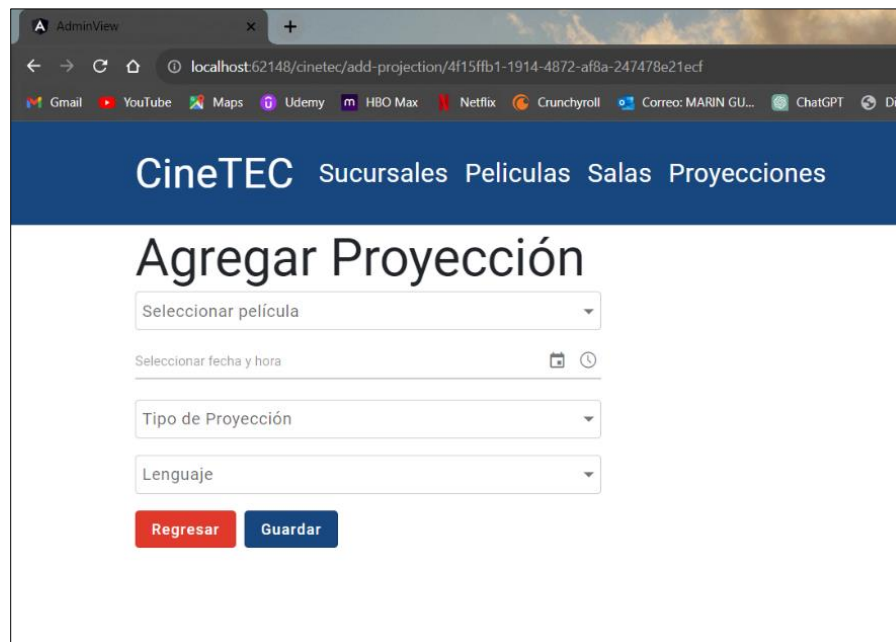 AdminView
localhost:62148/cinetec/add-projection/4f15ffb1-1914-4872-af8a-247478e21ecf
Gmail YouTube Maps Udemy HBO Max Netflix Crunchyroll Correo: MARIN GU... ChatGPT Di
CineTEC Sucursales Peliculas Salas Proyecciones
Agregar Proyección
Seleccionar película
Seleccionar fecha y hora
Tipo de Proyección
Lenguaje
Regresar Guardar